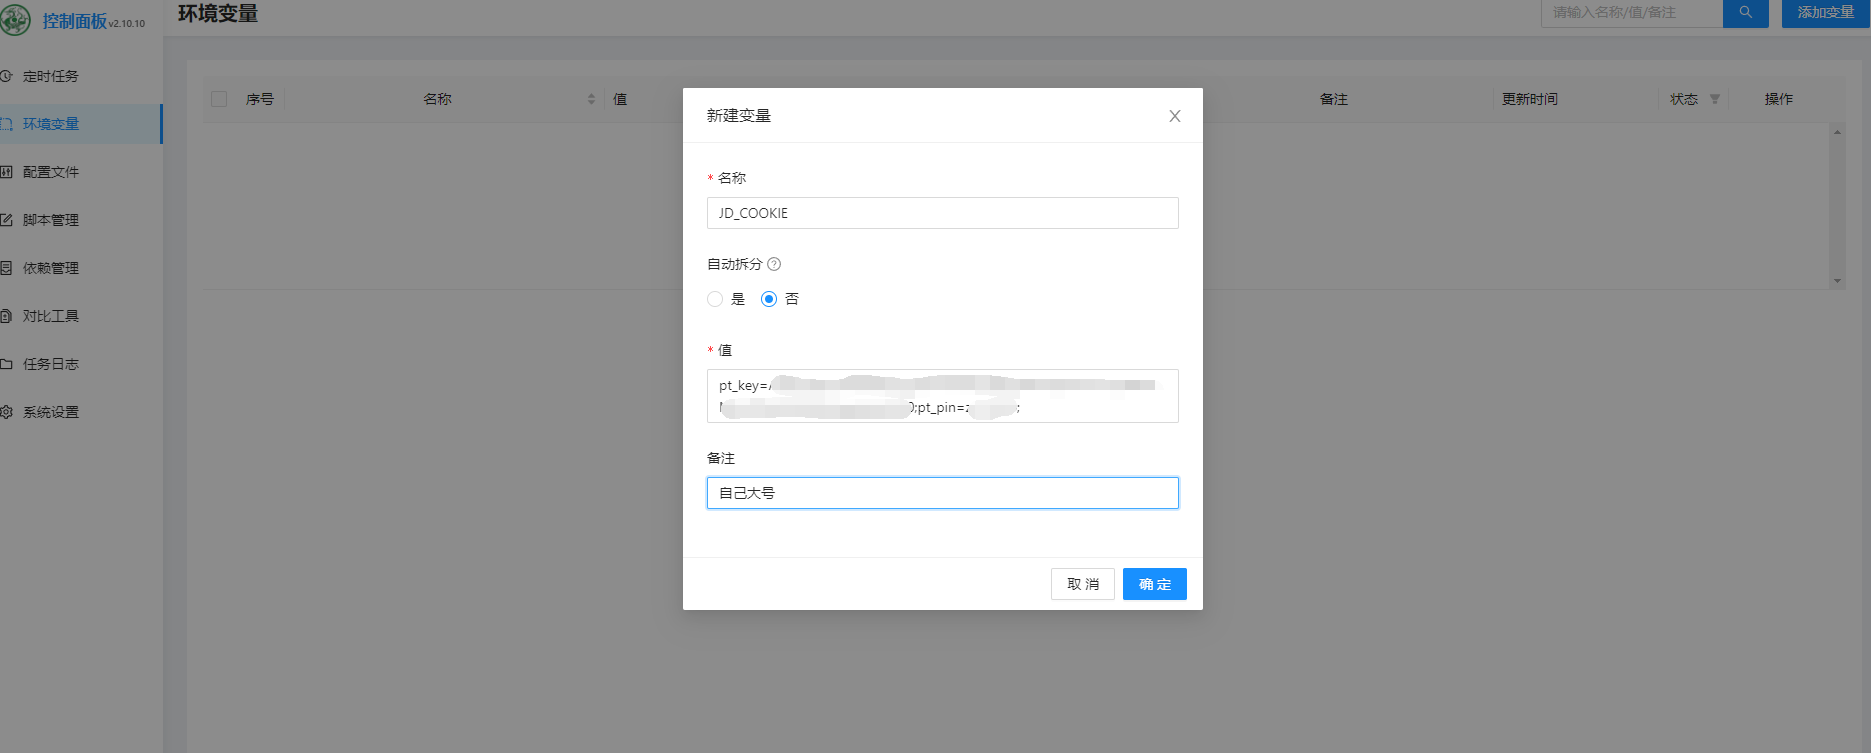 控制面板 v2.10.10
定时任务
环境变量
配置文件
脚本管理
依赖管理
对比工具
任务日志
系统设置
环境变量
请输入名称/值/备注
添加变量
序号 名称 值 备注 更新时间 状态 操作
新建变量
* 名称
JD_COOKIE
自动拆分
是 否
* 值
pt_key=
0;pt_pin=z ;
备注
自己大号
取 消 确 定